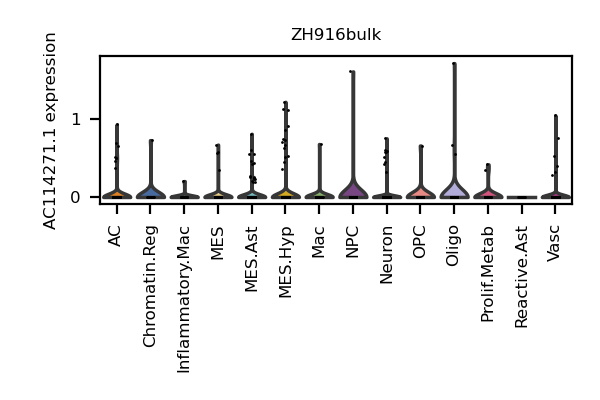 ZH916bulk
AC114271.1 expression
1
0
AC
Chromatin.Reg
Inflammatory.Mac
MES
MES.Ast
MES.Hyp
Mac
NPC
Neuron
OPC
Oligo
Prolif.Metab
Reactive.Ast
Vasc